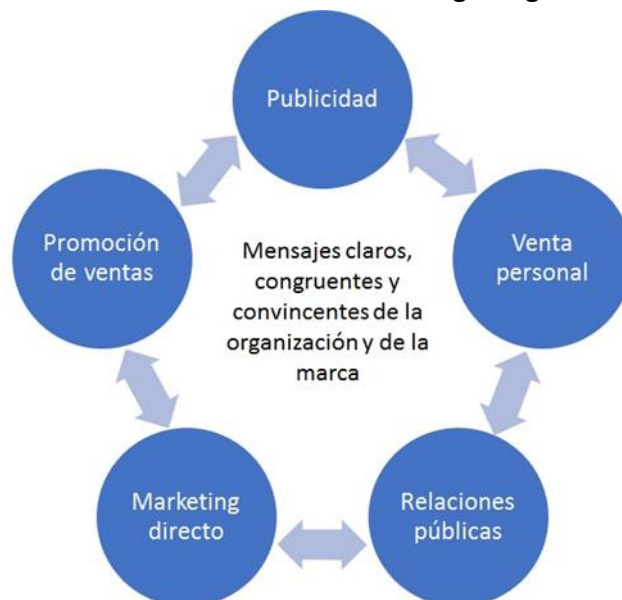 Publicidad
Promoción
de ventas
Mensajes claros,
congruentes y
convincentes de la
organización y de la
marca
Venta
personal
Marketing
directo
Relaciones
públicas